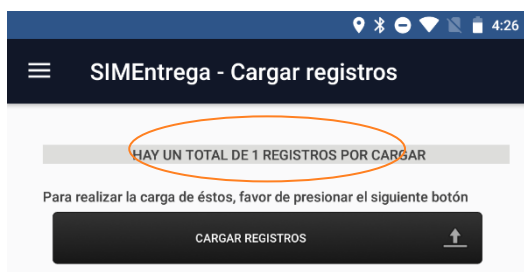 4:26
SIMEntrega - Cargar registros
HAY UN TOTAL DE 1 REGISTROS POR CARGAR
Para realizar la carga de éstos, favor de presionar el siguiente botón
CARGAR REGISTROS